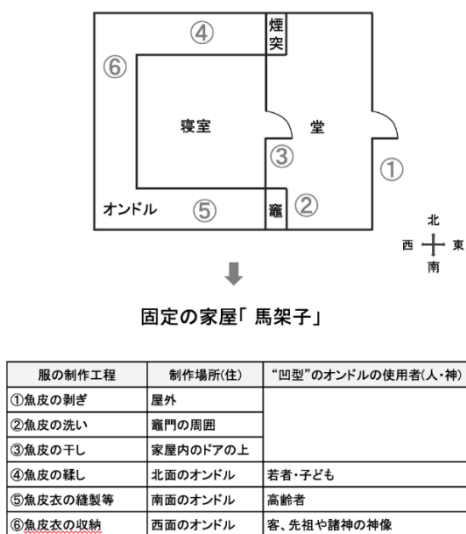 ④
煙突
⑥
寝室
堂
③
①
オンドル
⑤
竈
②
北
西 東
南
固定の家屋「 馬架子」
服の制作工程 制作場所(住) “凹型”のオンドルの使用者(人・神)
①魚皮の剥ぎ 屋外
②魚皮の洗い 竈門の周囲
③魚皮の干し 家屋内のドアの上
④魚皮の鞣し 北面のオンドル 若者・子ども
⑤魚皮衣の縫製等 南面のオンドル 高齢者
⑥魚皮衣の収納 西面のオンドル 客、先祖や諸神の神像